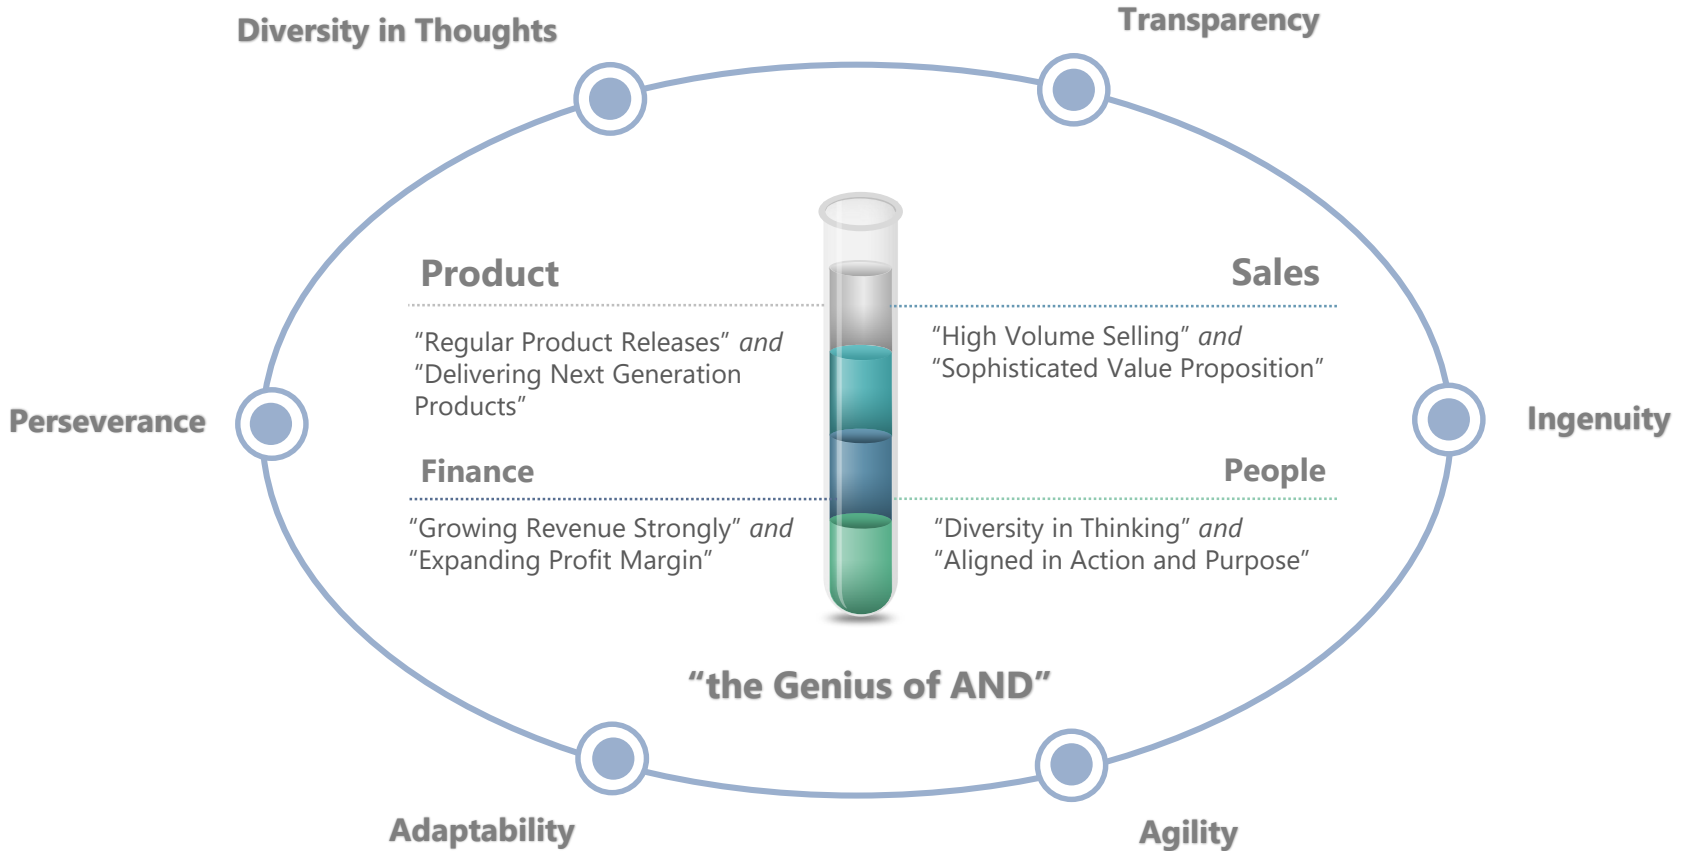 Diversity in Thoughts
Transparency
Product
“Regular Product Releases” and
“Delivering Next Generation
Products”
Sales
“High Volume Selling” and
“Sophisticated Value Proposition”
Perseverance
Ingenuity
Finance
“Growing Revenue Strongly” and
“Expanding Profit Margin”
People
“Diversity in Thinking” and
“Aligned in Action and Purpose”
“the Genius of AND”
Adaptability
Agility